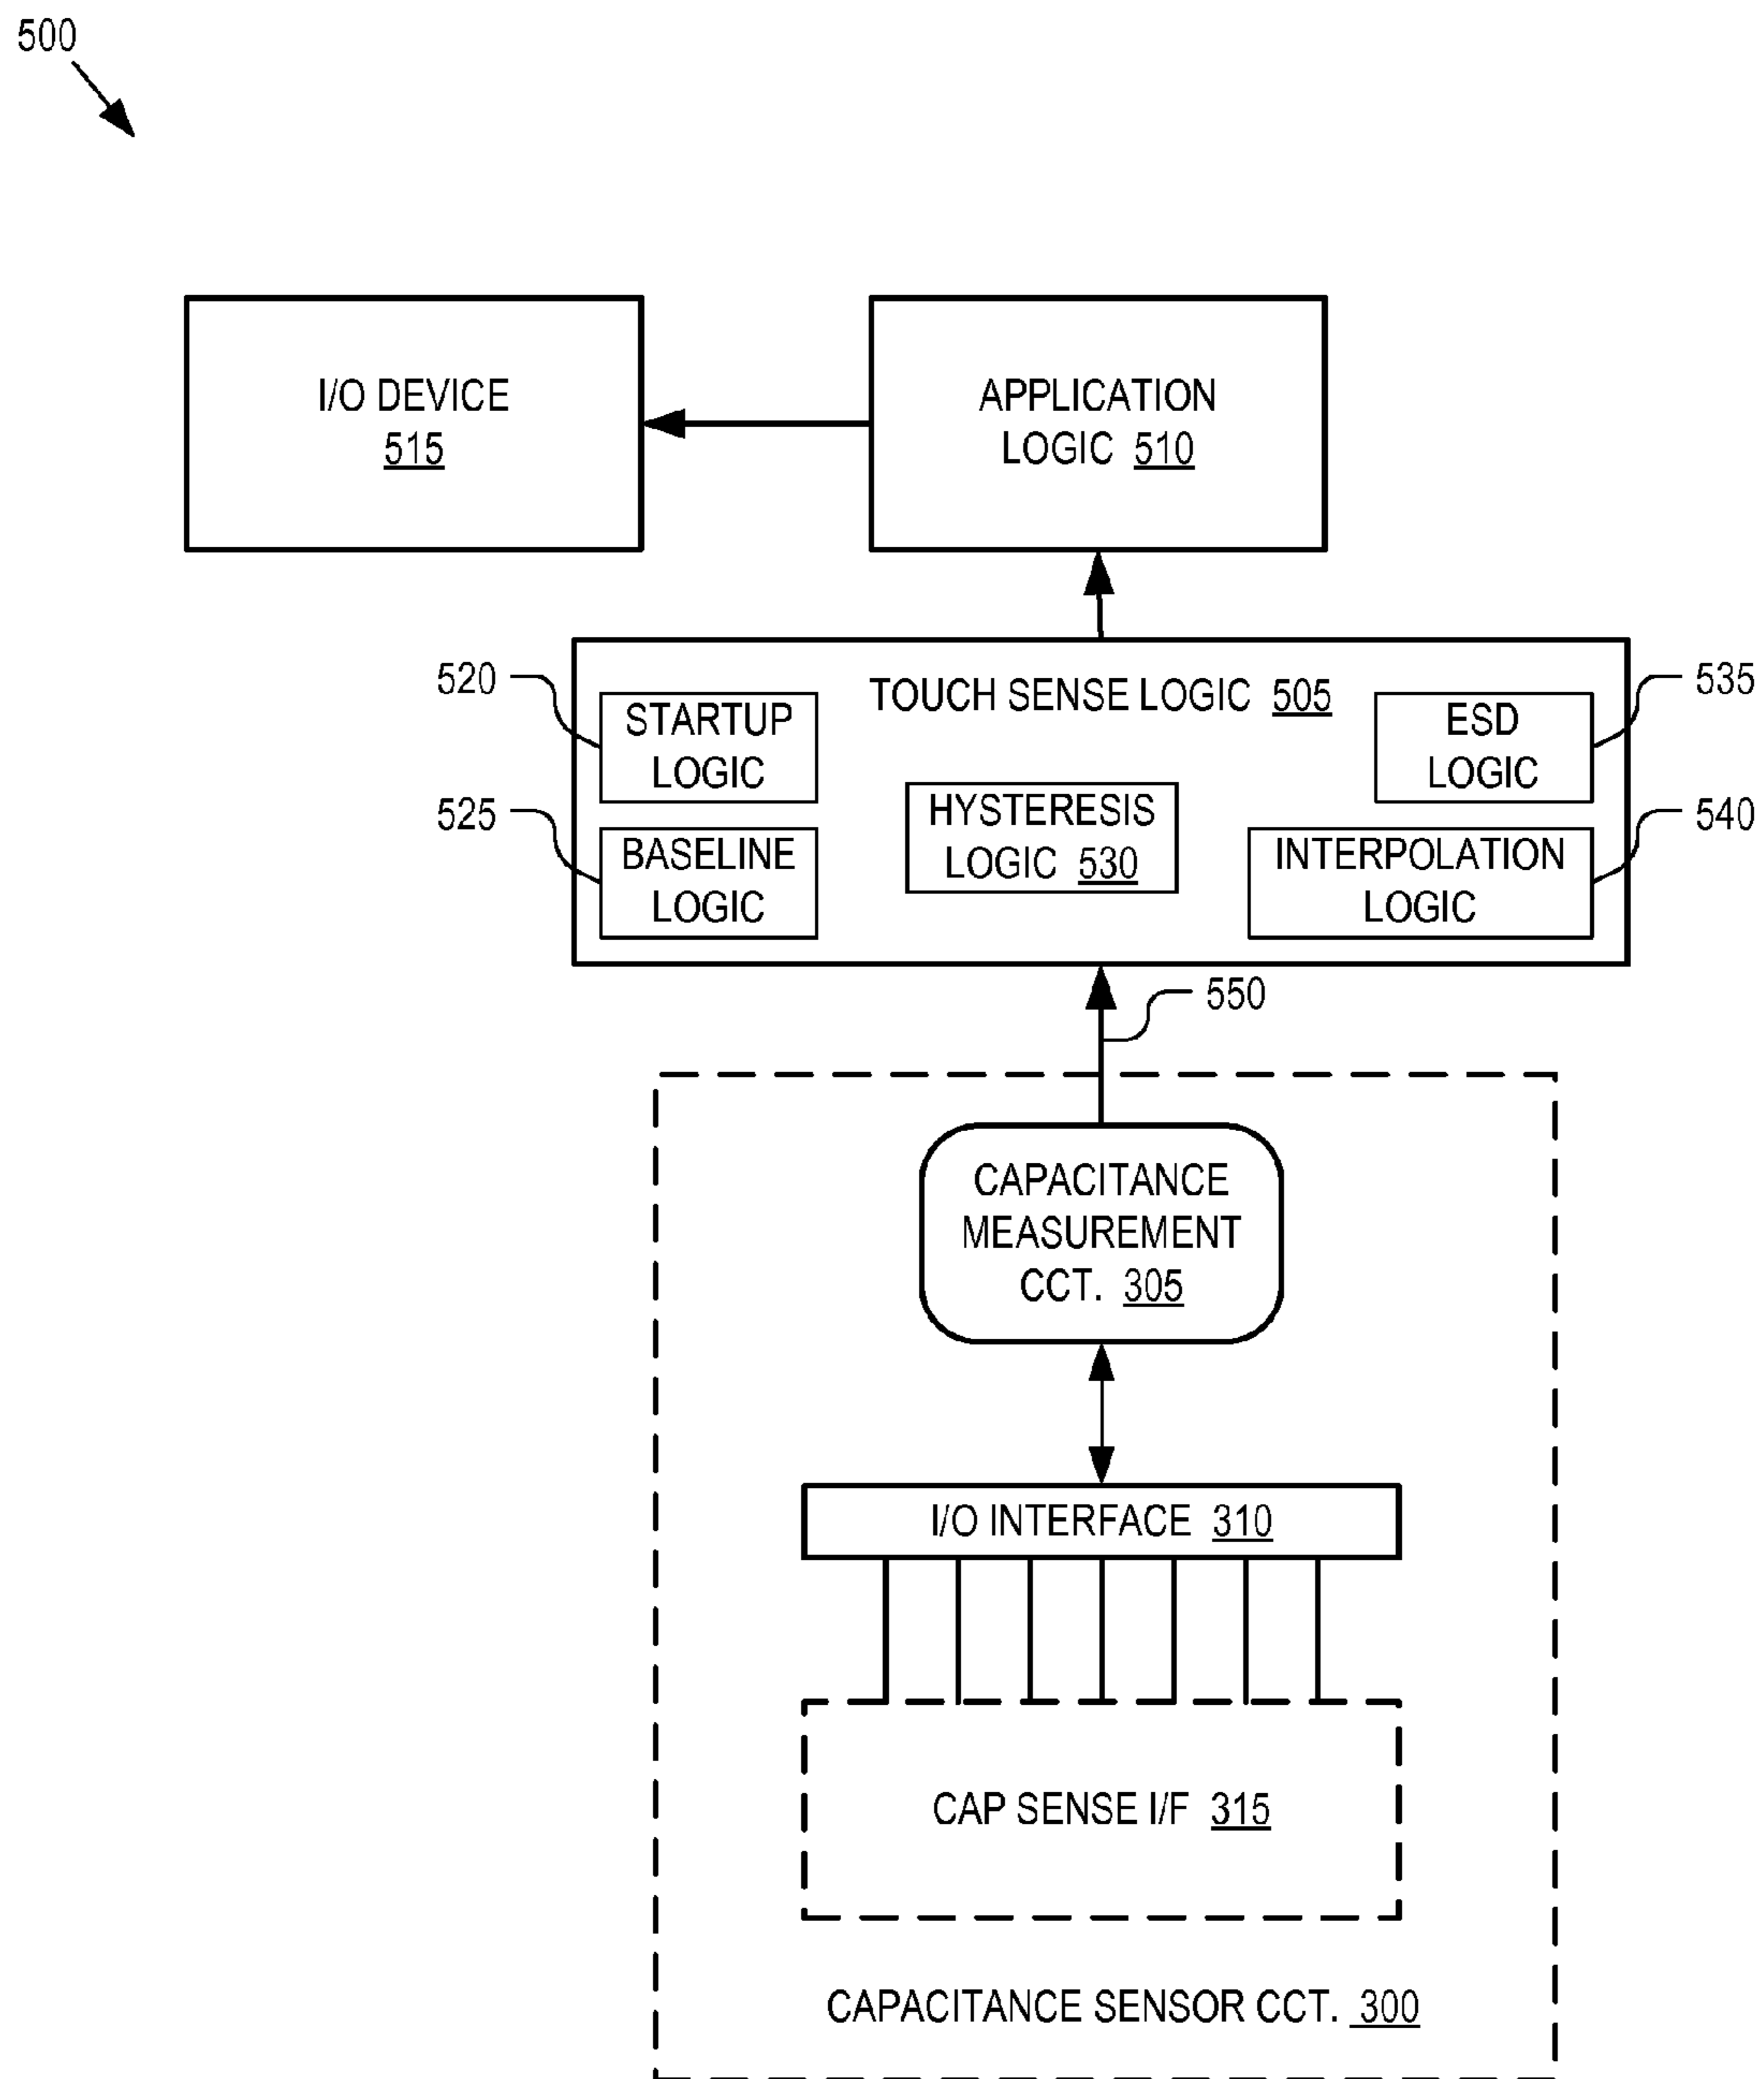 500
I/O DEVICE
515
APPLICATION
LOGIC 510
TOUCH SENSE LOGIC 505
520
STARTUP
LOGIC
525
BASELINE
LOGIC
HYSTERESIS
LOGIC 530
ESD
LOGIC
535
INTERPOLATION
LOGIC
540
550
CAPACITANCE
MEASUREMENT
CCT. 305
I/O INTERFACE 310
CAP SENSE I/F 315
CAPACITANCE SENSOR CCT. 300